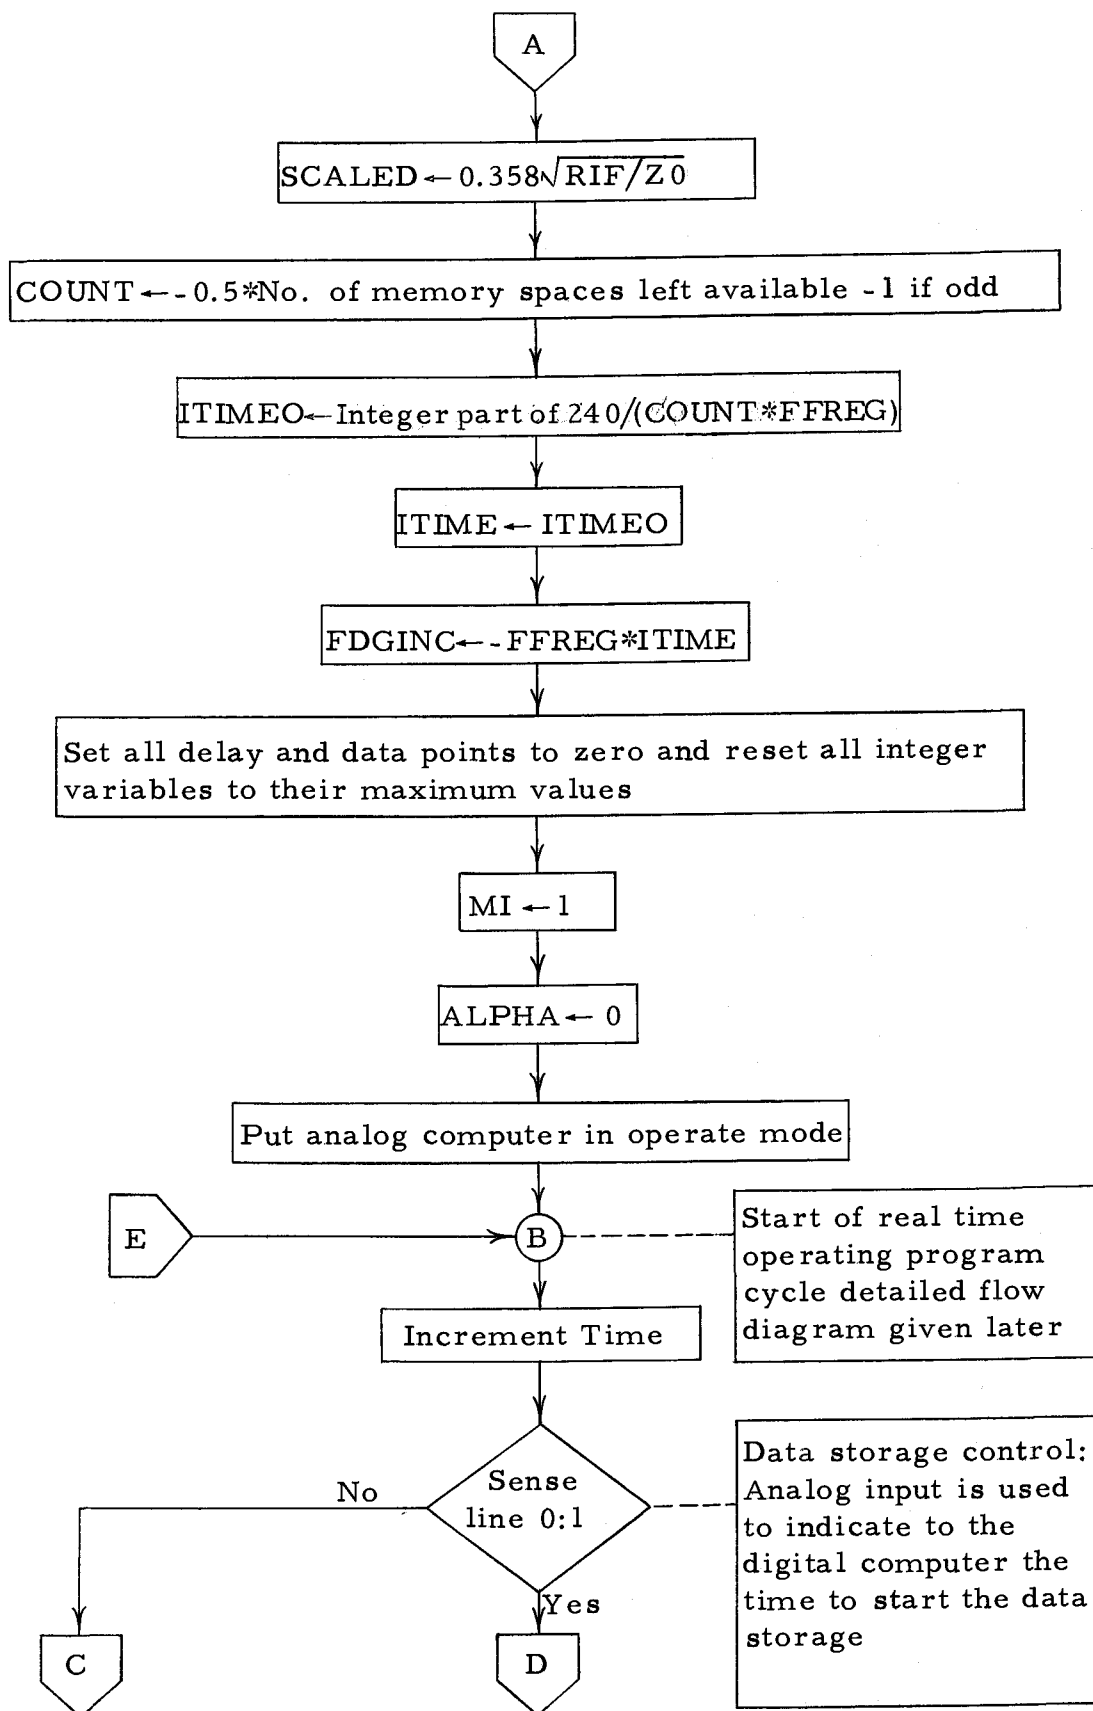 A
SCALED ← 0.358√RIF/Z0
COUNT ← -0.5*No. of memory spaces left available -1 if odd
ITIMEO ← Integer part of 240/(COUNT*FFREG)
ITIME ← ITIMEO
FDGINC ← -FFREG*ITIME
Set all delay and data points to zero and reset all integer
variables to their maximum values
MI ← 1
ALPHA ← 0
Put analog computer in operate mode
E
B
Start of real time
operating program
cycle detailed flow
diagram given later
Increment Time
Sense
line 0:1
No
Yes
Data storage control:
Analog input is used
to indicate to the
digital computer the
time to start the data
storage
C
D